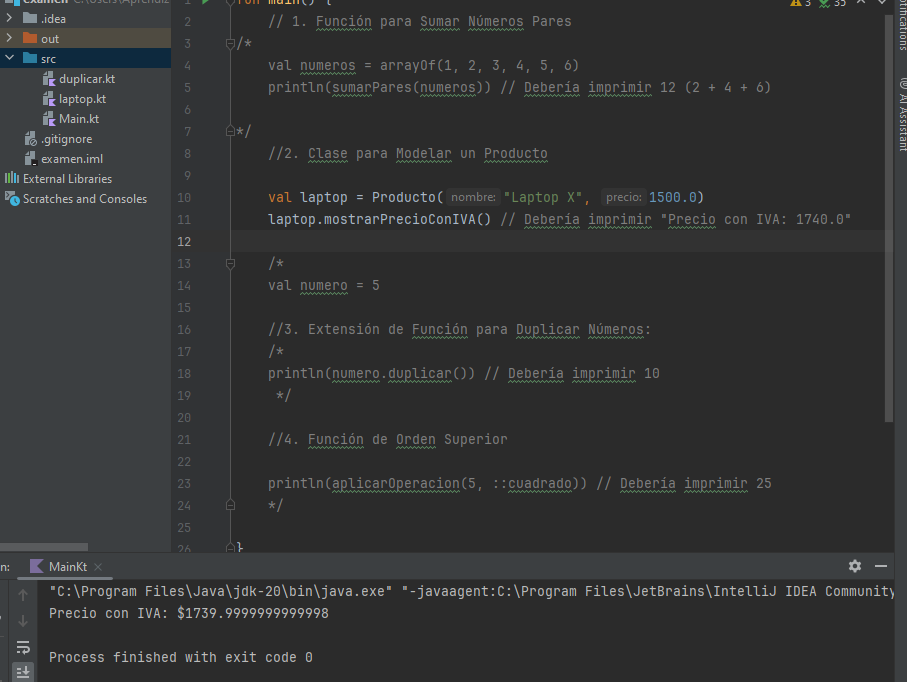 Examen C:\Users\Aprendiz
.idea
out
src
duplicar.kt
laptop.kt
Main.kt
.gitignore
examen.iml
External Libraries
Scratches and Consoles
1 fun main() {
2 // 1. Función para Sumar Números Pares
3 /*
4 val numeros = arrayOf(1, 2, 3, 4, 5, 6)
5 println(sumarPares(numeros)) // Deberia imprimir 12 (2 + 4 + 6)
6
7 */
8 //2. Clase para Modelar un Producto
9
10 val laptop = Producto( nombre: "Laptop X", precio: 1500.0)
11 laptop.mostrarPrecioConIVA() // Deberia imprimir "Precio con IVA: 1740.0"
12
13 /*
14 val numero = 5
15
16 //3. Extensión de Función para Duplicar Números:
17 /*
18 println(numero.duplicar()) // Deberia imprimir 10
19 */
20
21 //4. Función de Orden Superior
22
23 println(aplicarOperacion(5, ::cuadrado)) // Deberia imprimir 25
24 */
25
26 }
3 35
Notifications
AI Assistant
n: MainKt
"C:\Program Files\Java\jdk-20\bin\java.exe" "-javaagent:C:\Program Files\JetBrains\IntelliJ IDEA Community
Precio con IVA: $1739.9999999999998
Process finished with exit code 0